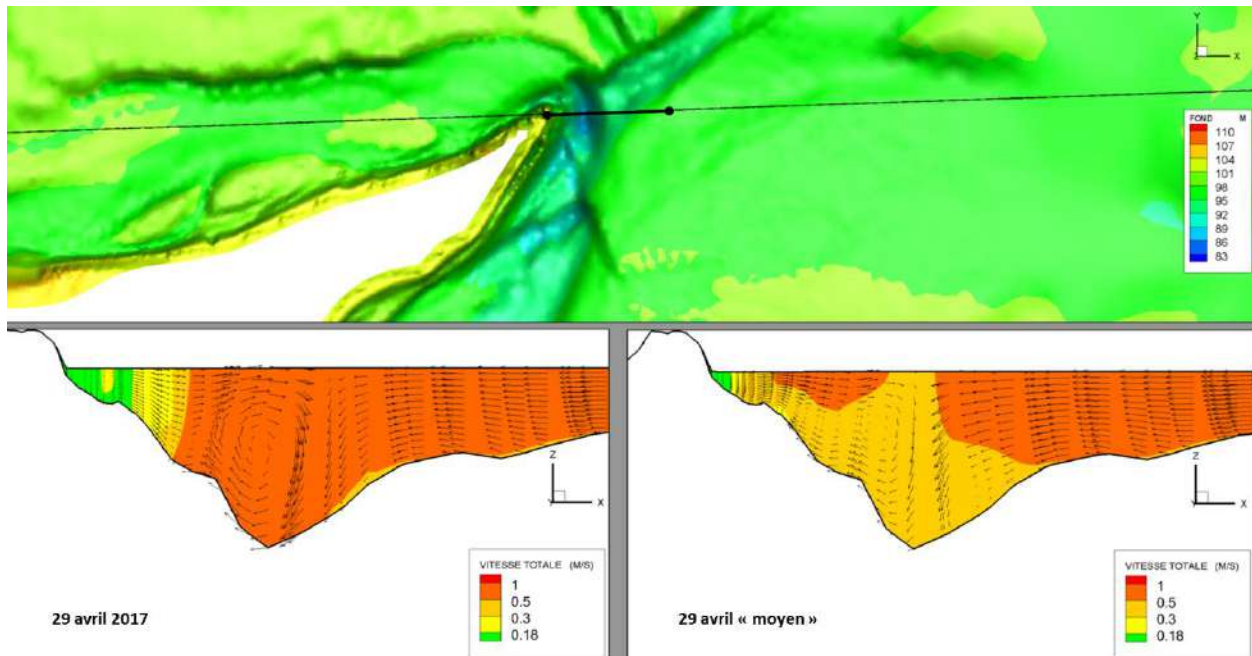 Y
Z X
FOND M
110
107
104
101
98
95
92
89
86
83
Z
Y X
VITESSE TOTALE (M/S)
1
0.5
0.3
0.18
29 avril 2017
Z
Y X
VITESSE TOTALE (M/S)
1
0.5
0.3
0.18
29 avril « moyen »